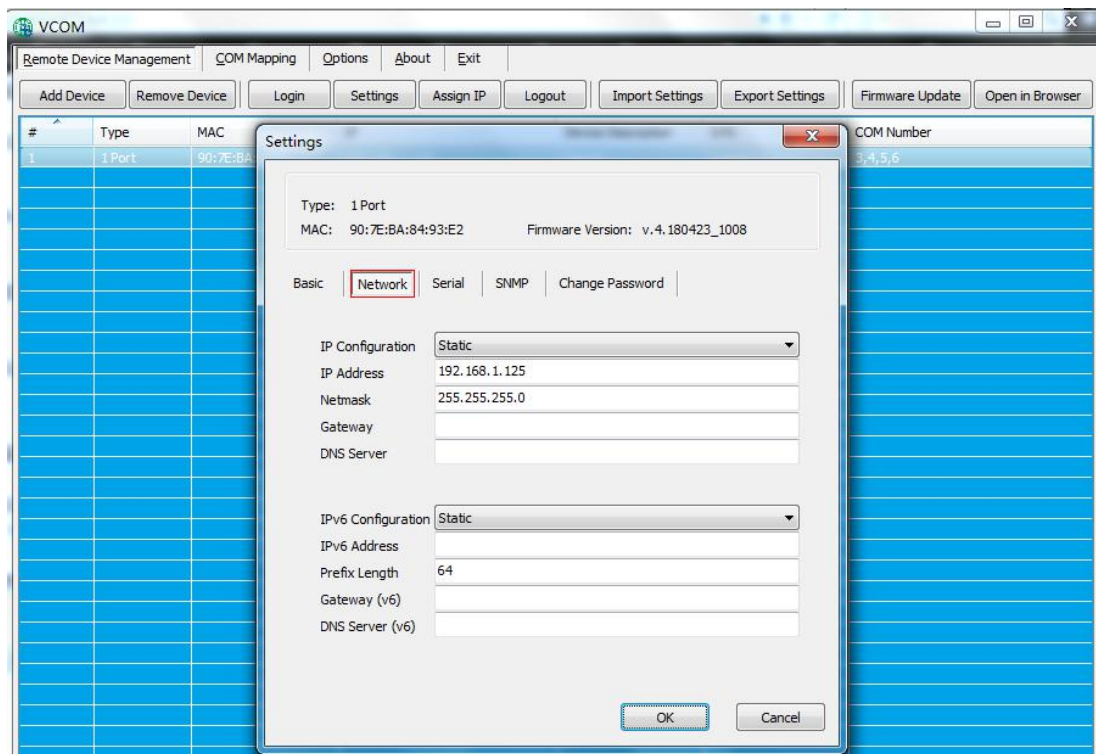 VCOM
Remote Device Management COM Mapping Options About Exit
Add Device Remove Device Login Settings Assign IP Logout Import Settings Export Settings Firmware Update Open in Browser
# Type MAC COM Number
1 1 Port 90:7E:BA 3,4,5,6
Settings
Type: 1 Port
MAC: 90:7E:BA:84:93:E2 Firmware Version: v.4.180423_1008
Basic Network Serial SNMP Change Password
IP Configuration Static
IP Address 192.168.1.125
Netmask 255.255.255.0
Gateway
DNS Server
IPv6 Configuration Static
IPv6 Address
Prefix Length 64
Gateway (v6)
DNS Server (v6)
OK Cancel